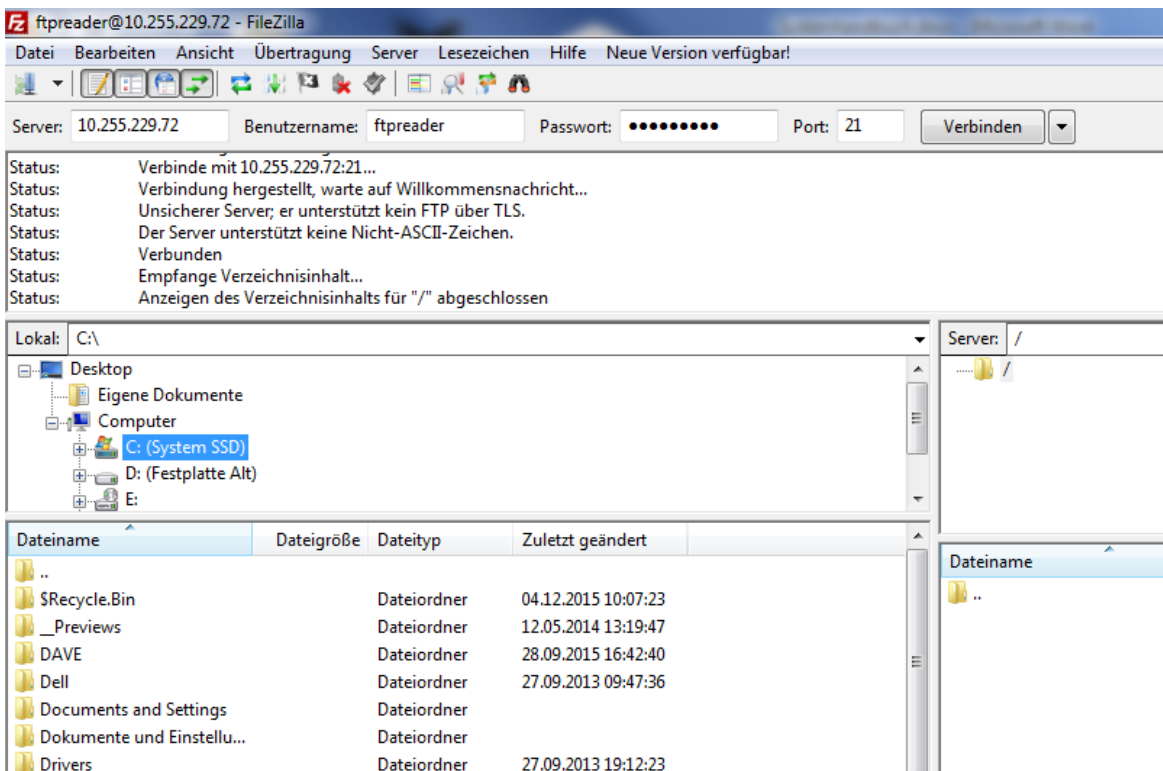 ftpreader@10.255.229.72 - FileZilla
Datei Bearbeiten Ansicht Übertragung Server Lesezeichen Hilfe Neue Version verfügbar!
Server: 10.255.229.72 Benutzername: ftpreader Passwort: ●●●●●●●●● Port: 21 Verbinden
Status: Verbinde mit 10.255.229.72:21...
Status: Verbindung hergestellt, warte auf Willkommensnachricht...
Status: Unsicherer Server; er unterstützt kein FTP über TLS.
Status: Der Server unterstützt keine Nicht-ASCII-Zeichen.
Status: Verbunden
Status: Empfange Verzeichnisinhalt...
Status: Anzeigen des Verzeichnisinhalts für "/" abgeschlossen
Lokal: C:\
Desktop
Eigene Dokumente
Computer
C: (System SSD)
D: (Festplatte Alt)
E:
Dateiname Dateigröße Dateityp Zuletzt geändert
..
$Recycle.Bin Dateiordner 04.12.2015 10:07:23
__Previews Dateiordner 12.05.2014 13:19:47
DAVE Dateiordner 28.09.2015 16:42:40
Dell Dateiordner 27.09.2013 09:47:36
Documents and Settings Dateiordner
Dokumente und Einstellu... Dateiordner
Drivers Dateiordner 27.09.2013 19:12:23
Server: /
/
Dateiname
..